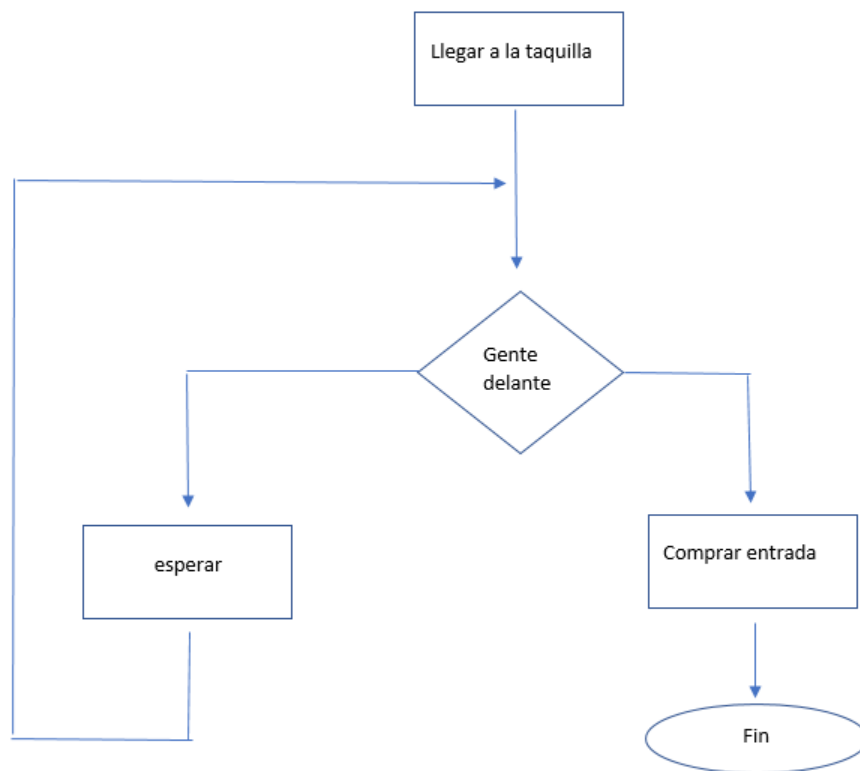 Llegar a la taquilla
Gente
delante
esperar
Comprar entrada
Fin